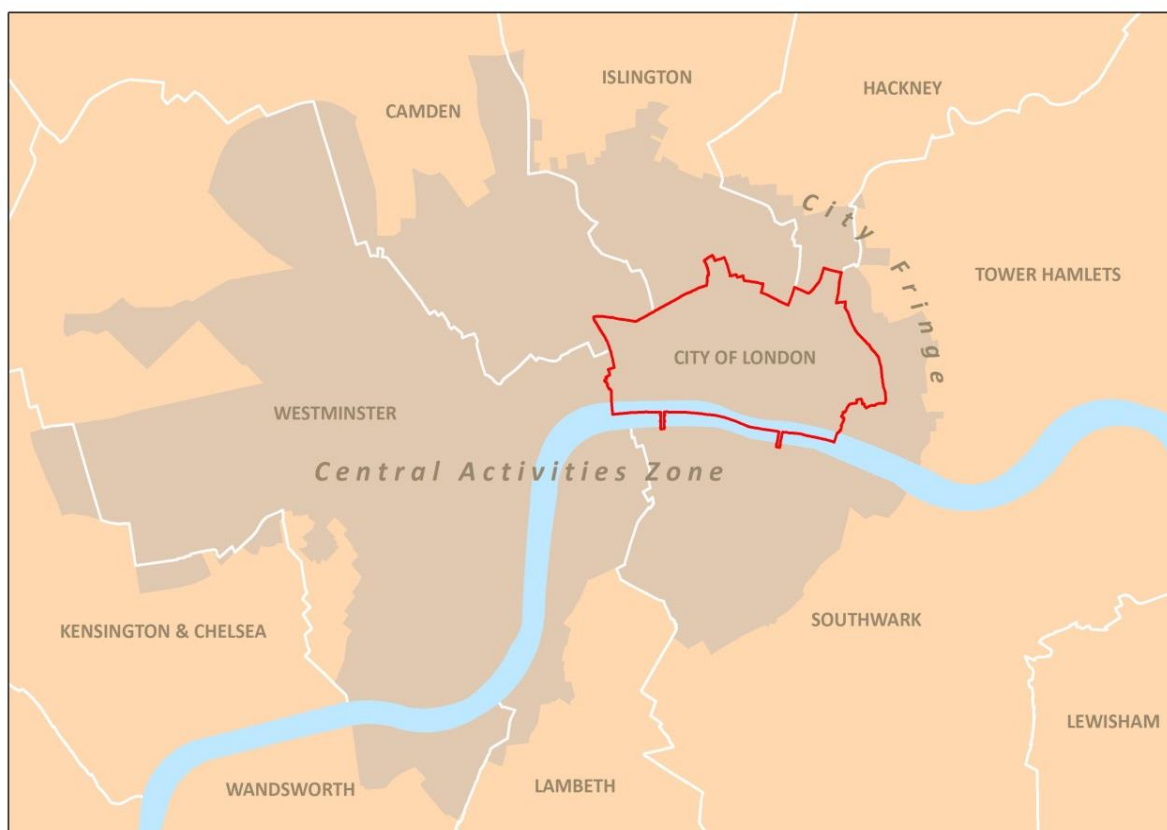 ISLINGTON
HACKNEY
CAMDEN
City Fringe
TOWER HAMLETS
CITY OF LONDON
WESTMINSTER
Central Activities Zone
SOUTHWARK
KENSINGTON & CHELSEA
LEWISHAM
LAMBETH
WANDSWORTH